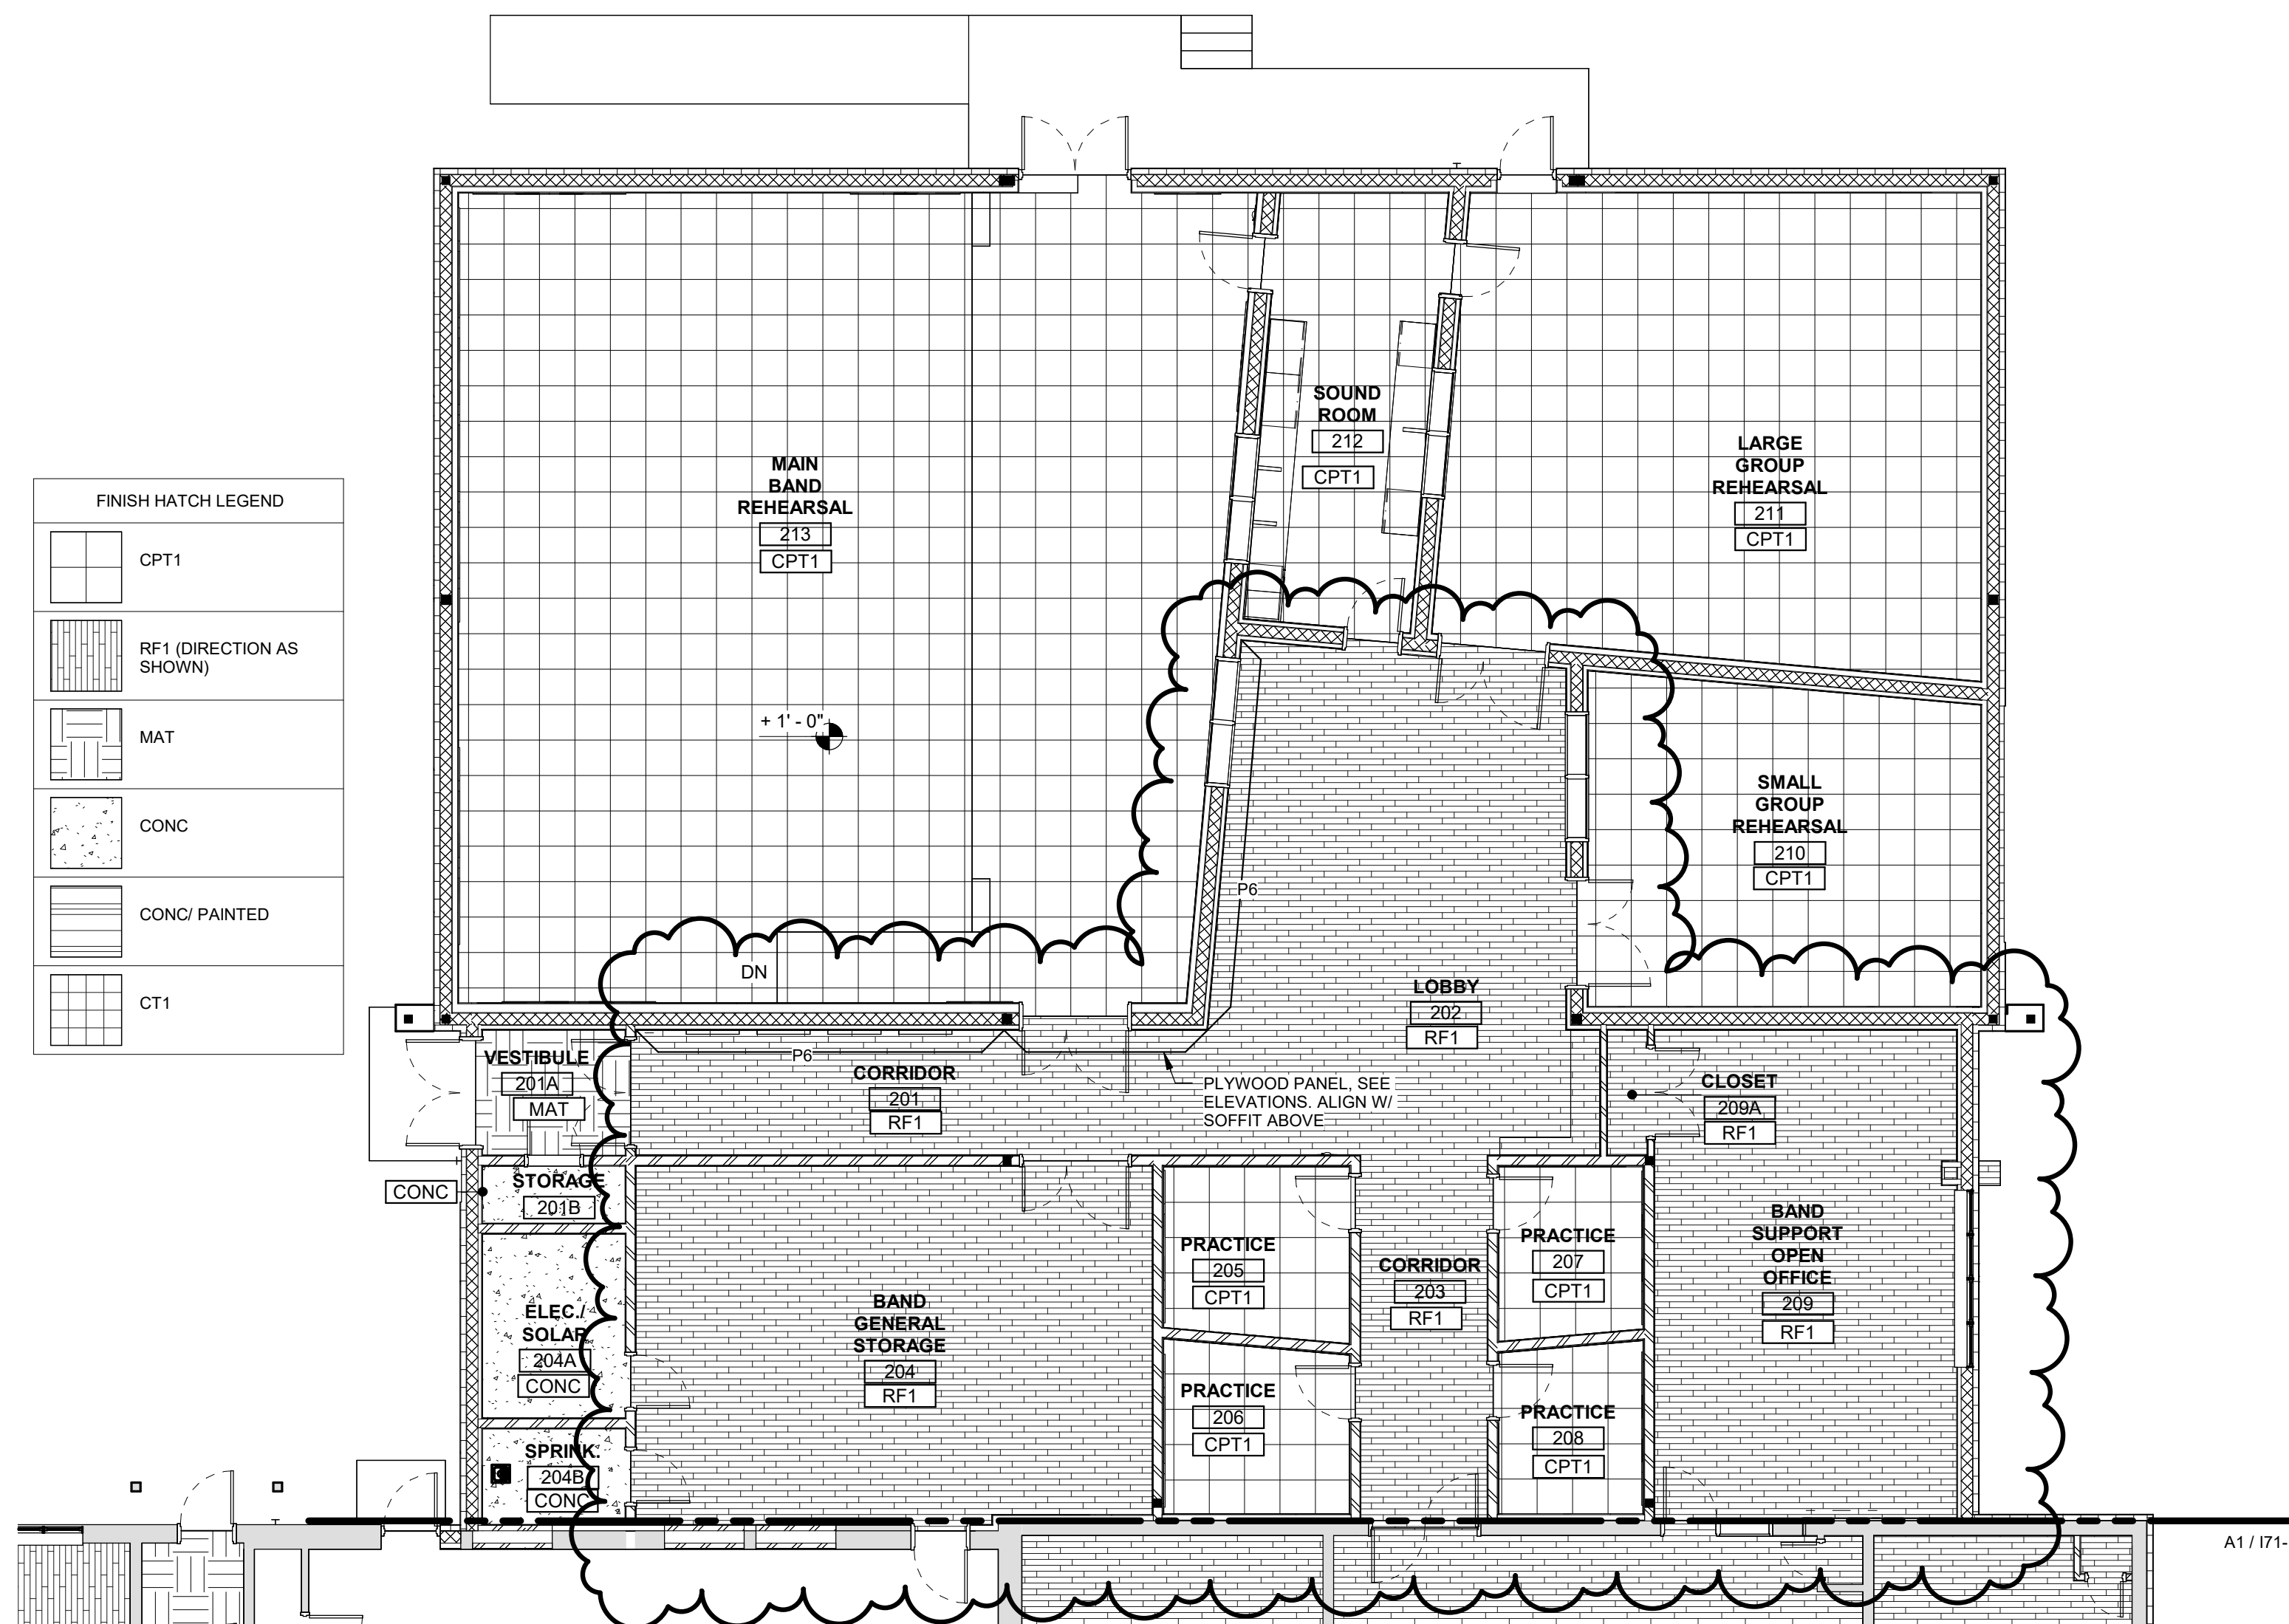 FINISH HATCH LEGEND
CPT1
RF1 (DIRECTION AS
SHOWN)
MAT
CONC
CONC/ PAINTED
CT1
MAIN
BAND
REHEARSAL
213
CPT1
+ 1' - 0"
DN
SOUND
ROOM
212
CPT1
LARGE
GROUP
REHEARSAL
211
CPT1
SMALL
GROUP
REHEARSAL
210
CPT1
P6
LOBBY
202
RF1
VESTIBULE
201A
MAT
P6
CORRIDOR
201
RF1
PLYWOOD PANEL, SEE
ELEVATIONS. ALIGN W/
SOFFIT ABOVE
CLOSET
209A
RF1
CONC
STORAGE
201B
ELEC./
SOLAR
204A
CONC
SPRINK.
204B
CONC
BAND
GENERAL
STORAGE
204
RF1
PRACTICE
205
CPT1
PRACTICE
206
CPT1
CORRIDOR
203
RF1
PRACTICE
207
CPT1
PRACTICE
208
CPT1
BAND
SUPPORT
OPEN
OFFICE
209
RF1
A1 / I71-